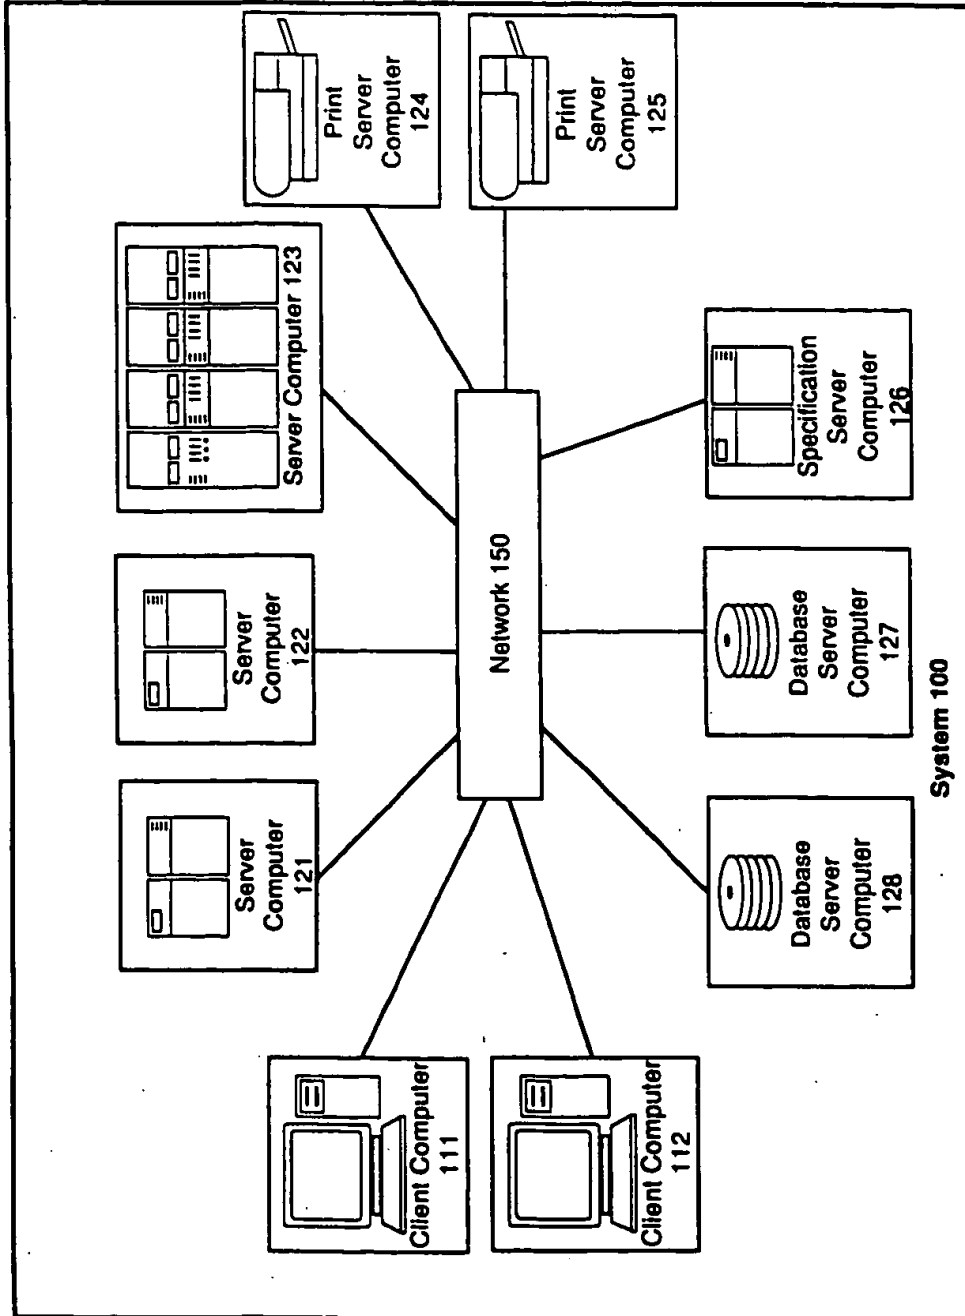 Server
Computer
121
Server
Computer
122
Server Computer 123
Client Computer
111
Print
Server
Computer
124
Network 150
Client Computer
112
Print
Server
Computer
125
Database
Server
Computer
128
Database
Server
Computer
127
Specification
Server
Computer
126
System 100